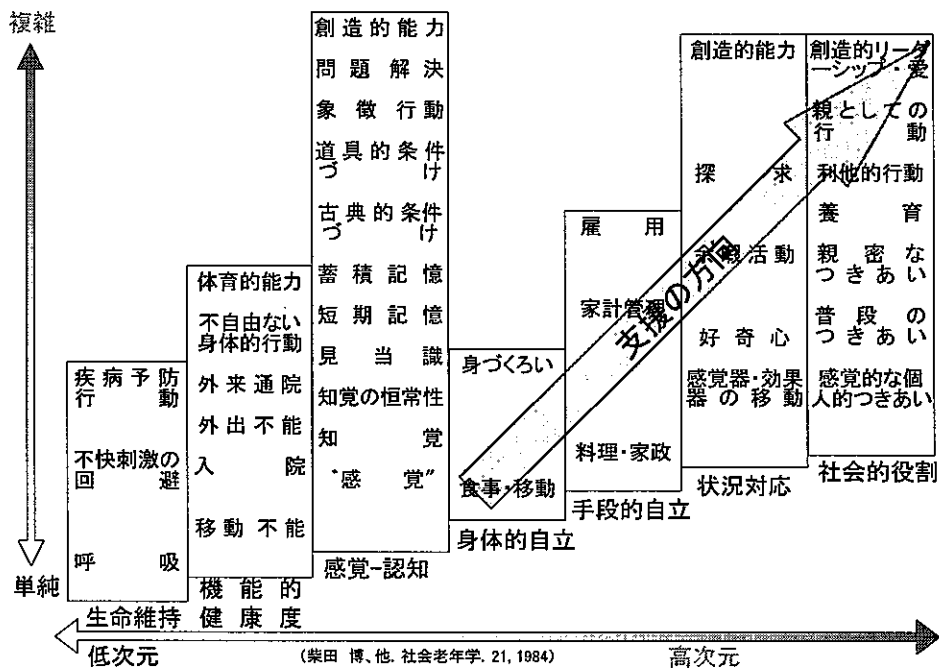 複雑
単純
疾病予防
行動
不快刺激の
回避
呼吸
生命維持
体育的能力
不自由ない
身体的行動
外来通院
外出不能
入院
移動不能
機能的
健康度
創造的能力
問題解決
象徴行動
道具的条件
づけ
古典的条件
づけ
蓄積記憶
短期記憶
見当識
知覚の恒常性
知覚
“感覚”
感覚-認知
身づくろい
食事・移動
身体的自立
雇用
家計管理
料理・家政
手段的自立
創造的能力
探求
活動
好奇心
感覚器・効果
器の移動
状況対応
創造的リーダ
ーシップ・愛
親としての
行動
利他的行動
養育
親密な
つきあい
普段の
つきあい
感覚的な個
人的つきあい
社会的役割
支援の方向
低次元
(柴田 博、他. 社会老年学. 21, 1984)
高次元